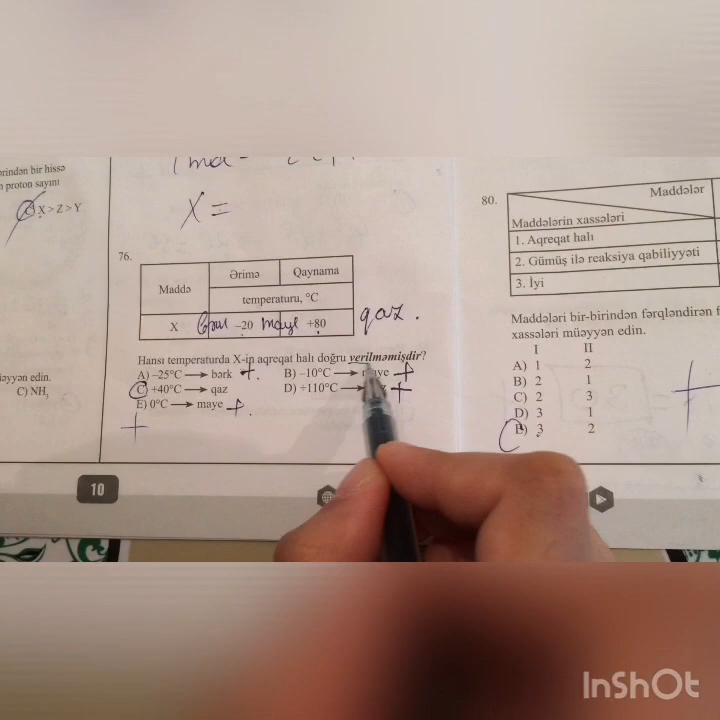 ərindən bir hissə
proton sayını
C) X > Z > Y
əyyən edin.
C) NH₃
X =
76.
Maddə
Ərimə
Qaynama
temperaturu, °C
X
–20
maye
+80
qaz.
Hansı temperaturda X-in aqreqat halı doğru verilməmişdir?
A) –25°C → bərk + B) –10°C → maye +
C) +40°C → qaz D) +110°C → +
E) 0°C → maye +
+
10
80.
Maddələr
Maddələrin xassələri
1. Aqreqat halı
2. Gümüş ilə reaksiya qabiliyyəti
3. İyi
Maddələri bir-birindən fərqləndirən
xassələri müəyyən edin.
I II
A) 1 2
B) 2 1
C) 2 3
D) 3 1
E) 3 2
InShOt